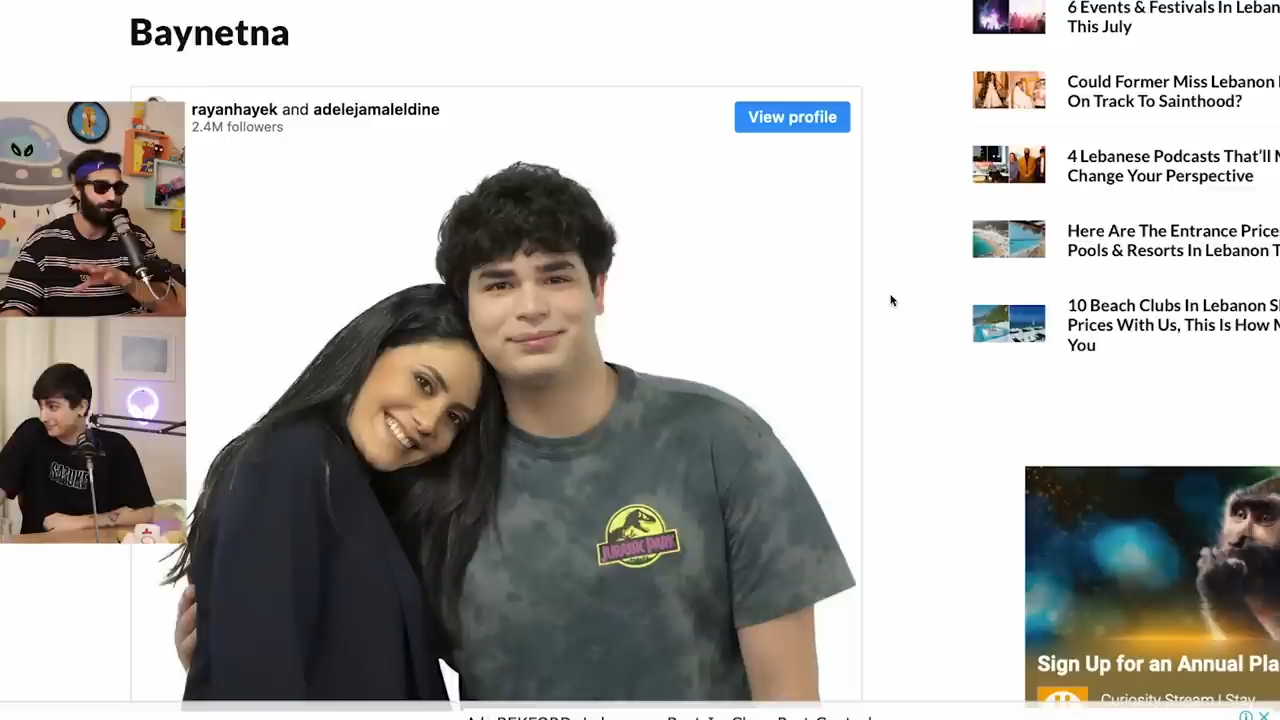 Baynetna
rayanhayek and adelejamaleldine
2.4M followers
View profile
JURASSIC PARK
6 Events & Festivals In Leban
This July
Could Former Miss Lebanon
On Track To Sainthood?
4 Lebanese Podcasts That'll
Change Your Perspective
Here Are The Entrance Price
Pools & Resorts In Lebanon T
10 Beach Clubs In Lebanon S
Prices With Us, This Is How
You
Sign Up for an Annual Pla
Curiosity Stream | Stay